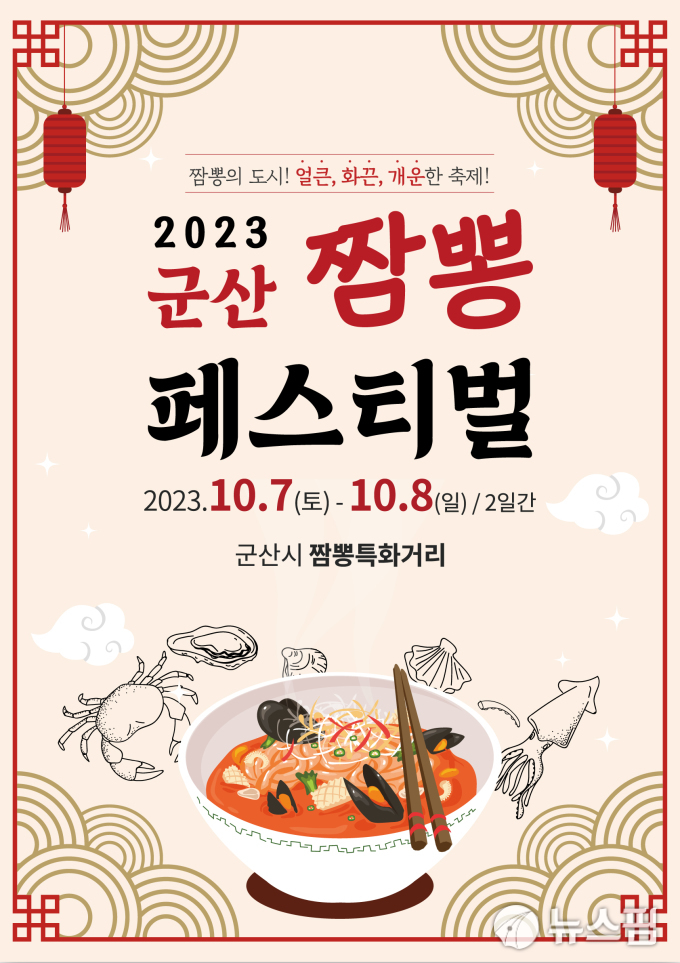 짬뽕의 도시! 얼큰, 화끈, 개운한 축제!
2023
군산 짬뽕
페스티벌
2023.10.7(토) - 10.8(일) / 2일간
군산시 짬뽕특화거리
뉴스핌